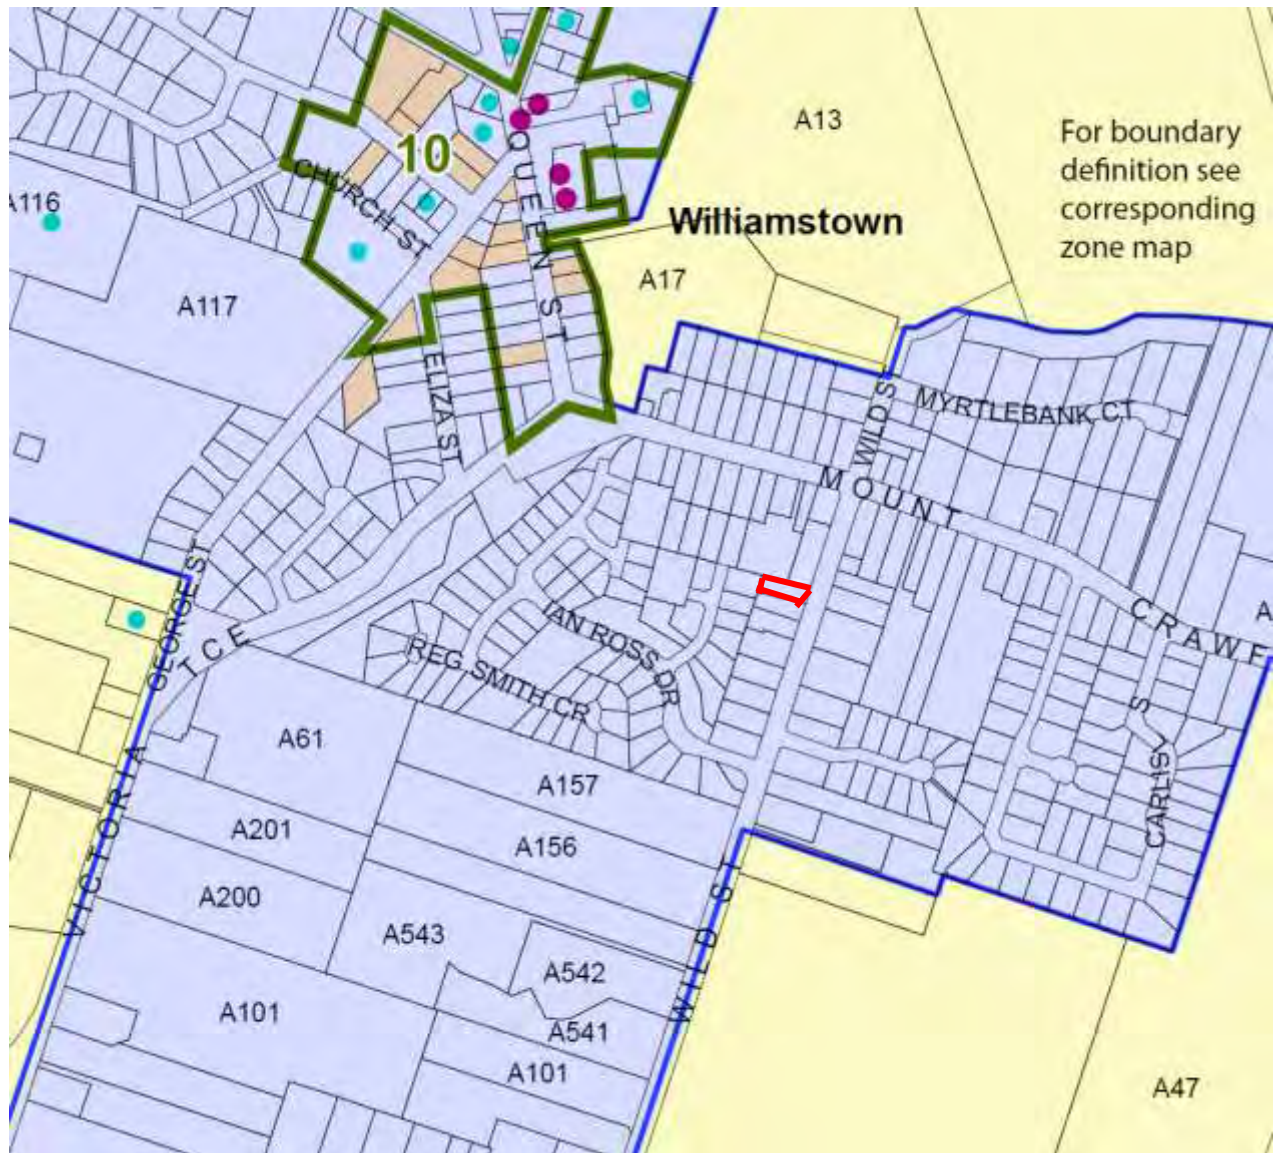 A13
For boundary
definition see
corresponding
zone map
10
CHURCH ST
QUEEN ST
A116
Williamstown
A17
A117
ELIZA ST
WILD S
MYRTLEBANK CT
MOUNT
CRAWF
A
GEORGE ST
TCE
IAN ROSS DR
REG SMITH CR
S
CARLISV
A61
A157
VICTORIA
A201
A156
A200
A543
WILD ST
A542
A101
A541
A101
A47